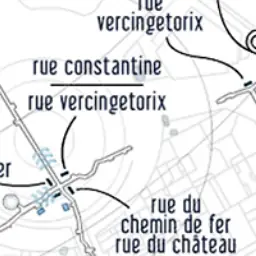 rue
vercingetorix
rue constantine
rue vercingetorix
er
rue du
chemin de fer
rue du château